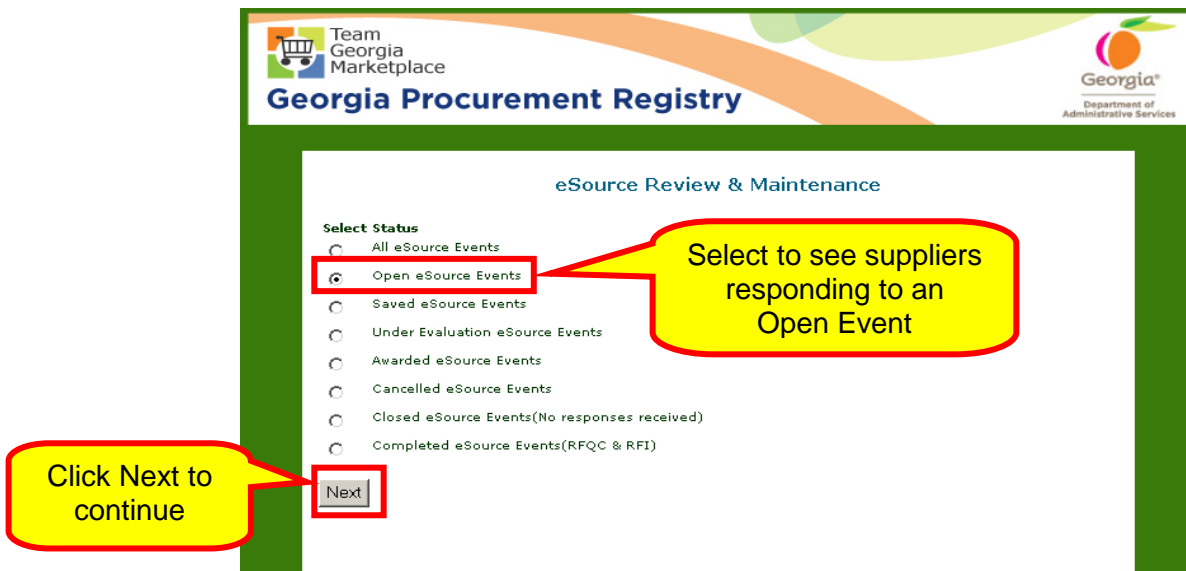 Team
Georgia
Marketplace
Georgia Procurement Registry
Georgia®
Department of
Administrative Services
eSource Review & Maintenance
Select Status
All eSource Events
Open eSource Events
Saved eSource Events
Under Evaluation eSource Events
Awarded eSource Events
Cancelled eSource Events
Closed eSource Events(No responses received)
Completed eSource Events(RFQC & RFI)
Next
Select to see suppliers
responding to an
Open Event
Click Next to
continue